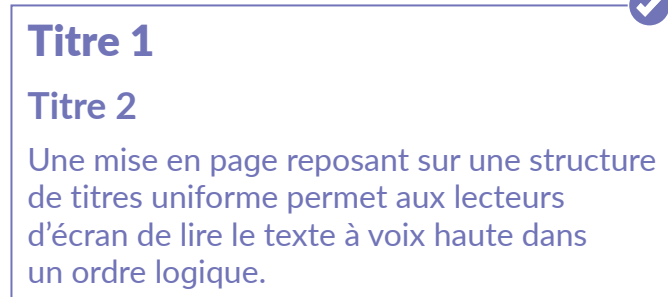 Titre 1
Titre 2
Une mise en page reposant sur une structure
de titres uniforme permet aux lecteurs
d’écran de lire le texte à voix haute dans
un ordre logique.